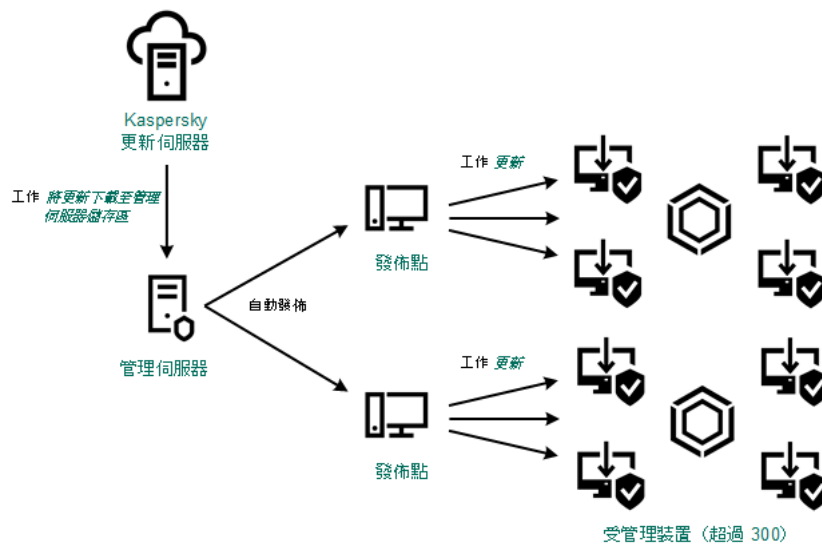 Kaspersky
更新伺服器
工作 將更新下載至管理
伺服器儲存區
管理伺服器
自動發佈
發佈點
工作 更新
發佈點
工作 更新
受管理裝置（超過 300）